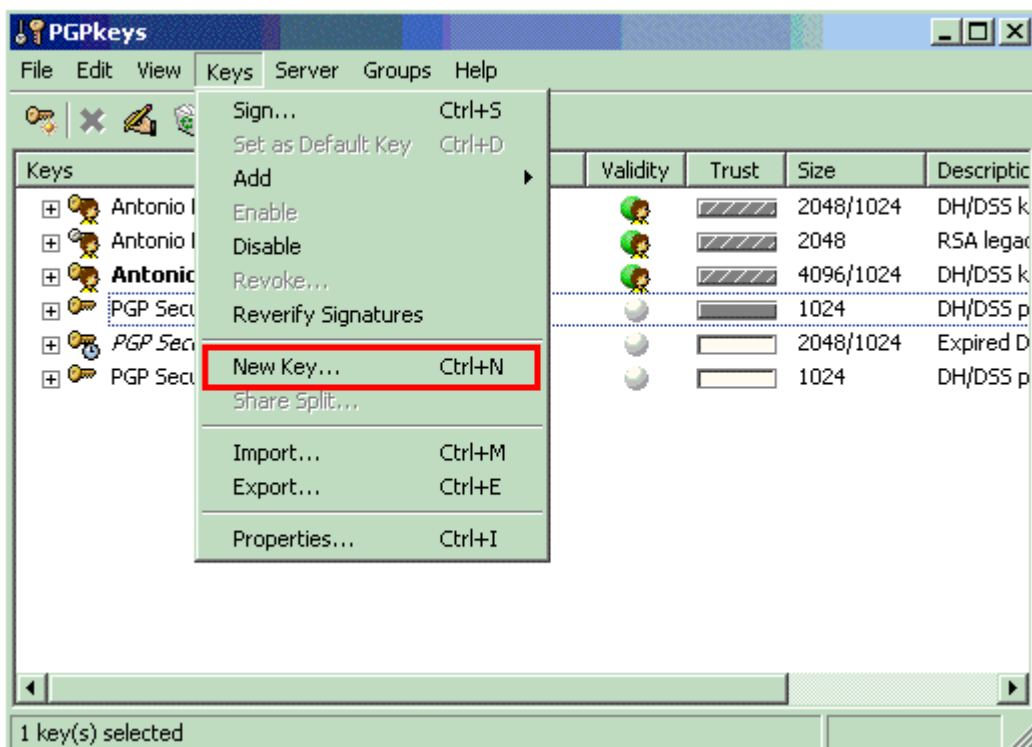 PGPkeys
File Edit View Keys Server Groups Help
Sign... Ctrl+S
Set as Default Key Ctrl+D
Add
Enable
Disable
Revoke...
Reverify Signatures
New Key... Ctrl+N
Share Split...
Import... Ctrl+M
Export... Ctrl+E
Properties... Ctrl+I
Keys Validity Trust Size Descriptic
Antonio 2048/1024 DH/DSS k
Antonio 2048 RSA legac
Antonio 4096/1024 DH/DSS k
PGP Secu 1024 DH/DSS p
PGP Sec 2048/1024 Expired D
PGP Secu 1024 DH/DSS p
1 key(s) selected